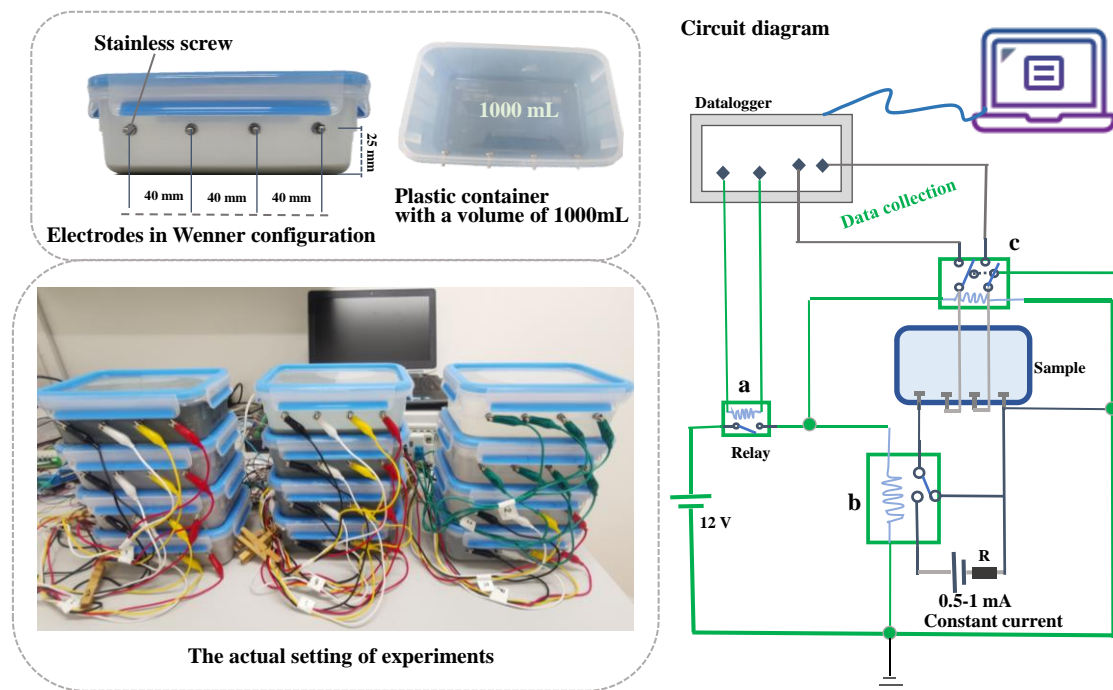 Stainless screw
1000 mL
25 mm
40 mm
40 mm
40 mm
Plastic container
with a volume of 1000mL
Electrodes in Wenner configuration
The actual setting of experiments
Circuit diagram
Datalogger
Data collection
c
Sample
a
Relay
b
12 V
R
0.5-1 mA
Constant current